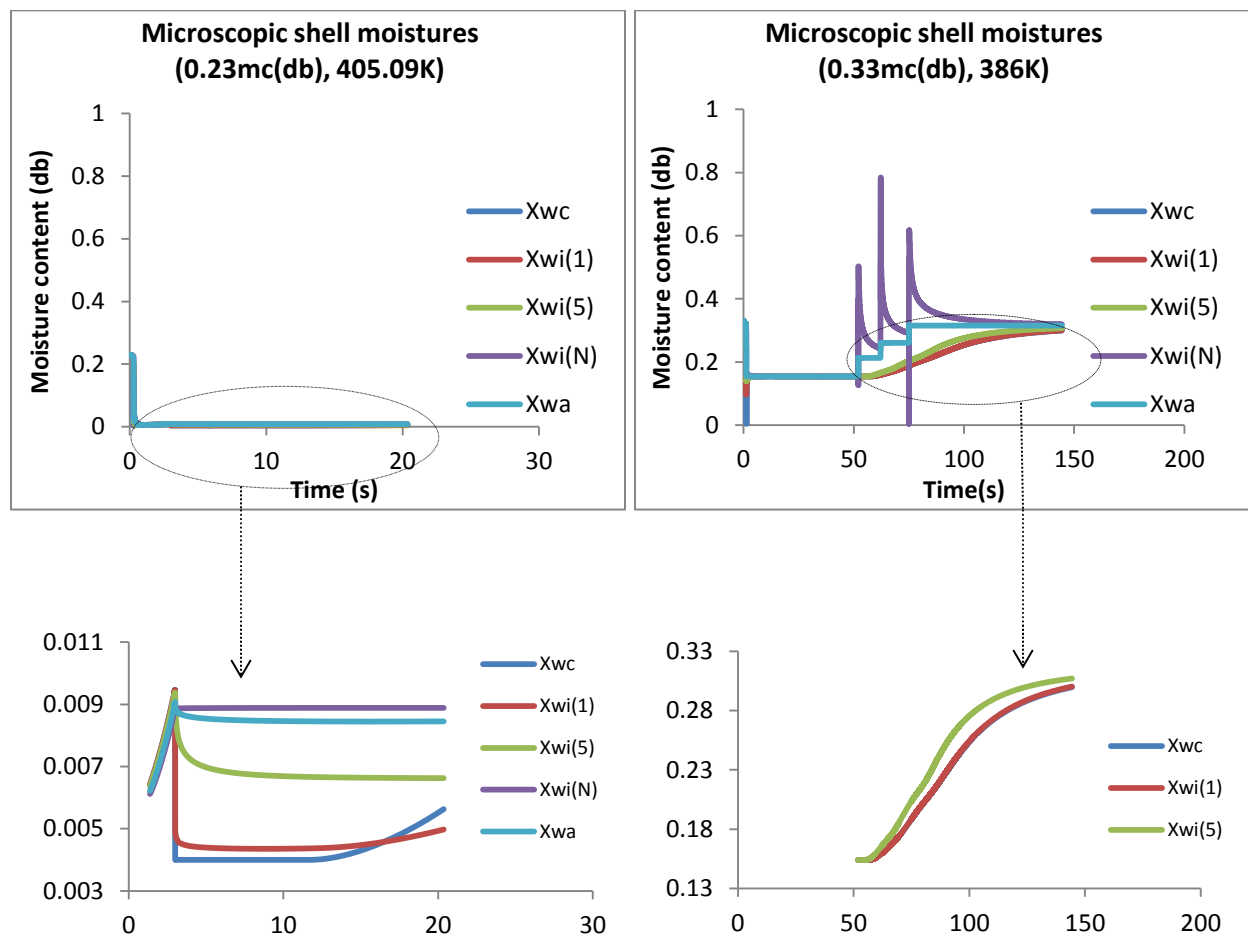 Microscopic shell moistures
(0.23mc(db), 405.09K)
Moisture content (db)
1
0.8
0.6
0.4
0.2
0
0
10
20
30
Time (s)
Xwc
Xwi(1)
Xwi(5)
Xwi(N)
Xwa
Microscopic shell moistures
(0.33mc(db), 386K)
Moisture content (db)
1
0.8
0.6
0.4
0.2
0
0
50
100
150
200
Time(s)
Xwc
Xwi(1)
Xwi(5)
Xwi(N)
Xwa
0.011
0.009
0.007
0.005
0.003
0
10
20
30
Xwc
Xwi(1)
Xwi(5)
Xwi(N)
Xwa
0.33
0.28
0.23
0.18
0.13
0
50
100
150
200
Xwc
Xwi(1)
Xwi(5)